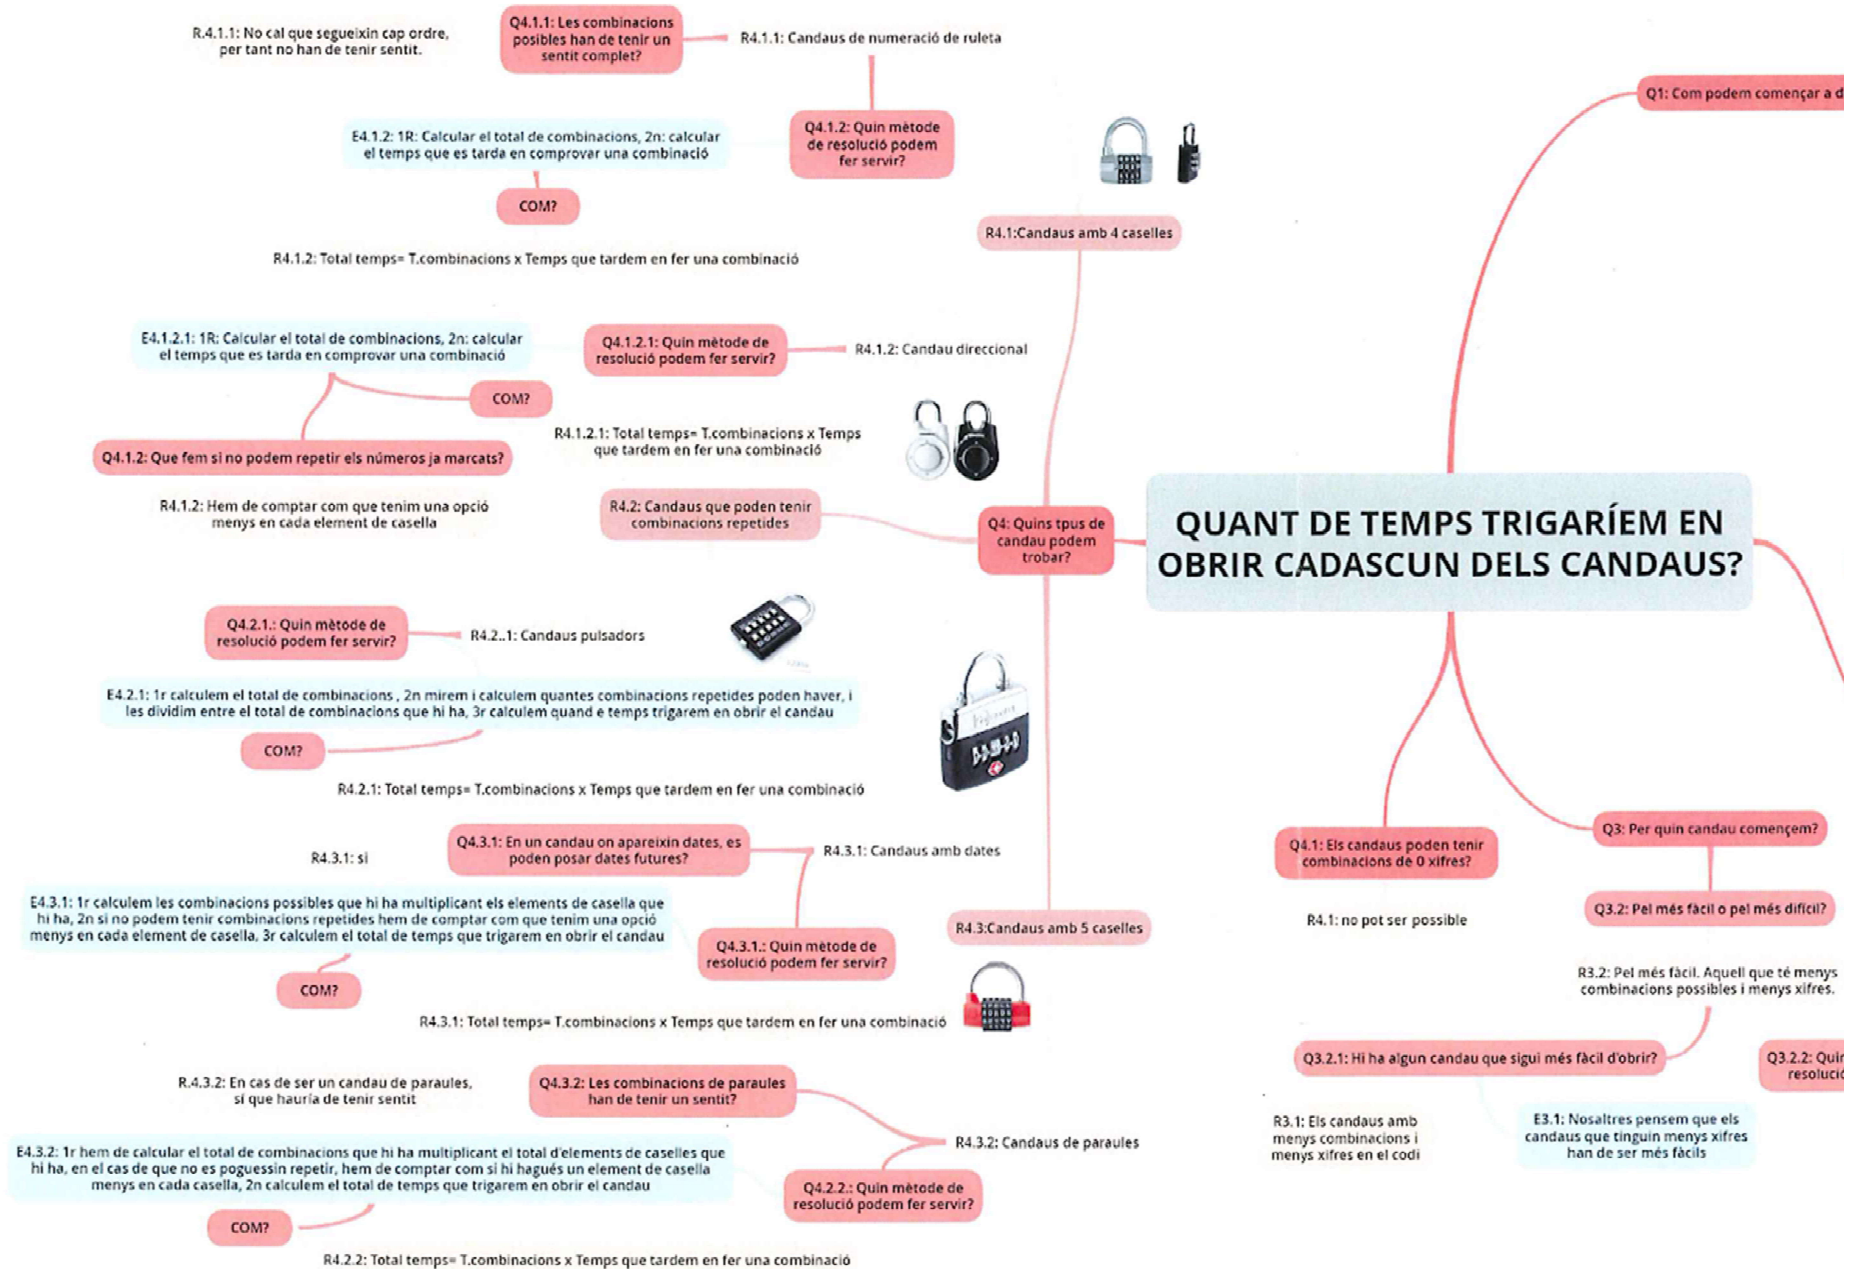 R.4.1.1: No cal que segueixin cap ordre,
per tant no han de tenir sentit.
Q4.1.1: Les combinacions
posibles han de tenir un
sentit complet?
R4.1.1: Candaus de numeració de ruleta
E4.1.2: 1R: Calcular el total de combinacions, 2n: calcular
el temps que es tarda en comprovar una combinació
Q4.1.2: Quin mètode
de resolució podem
fer servir?
COM?
R4.1.2: Total temps= T.combinacions x Temps que tardem en fer una combinació
R4.1:Candaus amb 4 caselles
E4.1.2.1: 1R: Calcular el total de combinacions, 2n: calcular
el temps que es tarda en comprovar una combinació
Q4.1.2.1: Quin mètode de
resolució podem fer servir?
R4.1.2: Candau direccional
COM?
Q4.1.2: Que fem si no podem repetir els números ja marcats?
R4.1.2.1: Total temps= T.combinacions x Temps
que tardem en fer una combinació
R4.1.2: Hem de comptar com que tenim una opció
menys en cada element de casella
R4.2: Candaus que poden tenir
combinacions repetides
Q4: Quins tpus de
candau podem
trobar?
QUANT DE TEMPS TRIGARÍEM EN
OBRIR CADASCUN DELS CANDAUS?
Q1: Com podem començar a d
Q4.2.1.: Quin mètode de
resolució podem fer servir?
R4.2..1: Candaus pulsadors
E4.2.1: 1r calculem el total de combinacions , 2n mirem i calculem quantes combinacions repetides poden haver, i
les dividim entre el total de combinacions que hi ha, 3r calculem quand e temps trigarem en obrir el candau
COM?
R4.2.1: Total temps= T.combinacions x Temps que tardem en fer una combinació
R4.3.1: si
Q4.3.1: En un candau on apareixin dates, es
poden posar dates futures?
R4.3.1: Candaus amb dates
E4.3.1: 1r calculem les combinacions possibles que hi ha multiplicant els elements de casella que
hi ha, 2n si no podem tenir combinacions repetides hem de comptar com que tenim una opció
menys en cada element de casella, 3r calculem el total de temps que trigarem en obrir el candau
Q4.3.1.: Quin mètode de
resolució podem fer servir?
R4.3:Candaus amb 5 caselles
COM?
R4.3.1: Total temps= T.combinacions x Temps que tardem en fer una combinació
R.4.3.2: En cas de ser un candau de paraules,
sí que hauría de tenir sentit
Q4.3.2: Les combinacions de paraules
han de tenir un sentit?
R4.3.2: Candaus de paraules
E4.3.2: 1r hem de calcular el total de combinacions que hi ha multiplicant el total d'elements de caselles que
hi ha, en el cas de que no es poguessin repetir, hem de comptar com si hi hagués un element de casella
menys en cada casella, 2n calculem el total de temps que trigarem en obrir el candau
Q4.2.2.: Quin mètode de
resolució podem fer servir?
COM?
R4.2.2: Total temps= T.combinacions x Temps que tardem en fer una combinació
Q4.1: Els candaus poden tenir
combinacions de 0 xifres?
R4.1: no pot ser possible
Q3: Per quin candau començem?
Q3.2: Pel més fàcil o pel més difícil?
R3.2: Pel més fàcil. Aquell que té menys
combinacions possibles i menys xifres.
Q3.2.1: Hi ha algun candau que sigui més fàcil d'obrir?
Q3.2.2: Quin
resolució
R3.1: Els candaus amb
menys combinacions i
menys xifres en el codi
E3.1: Nosaltres pensem que els
candaus que tinguin menys xifres
han de ser més fàcils